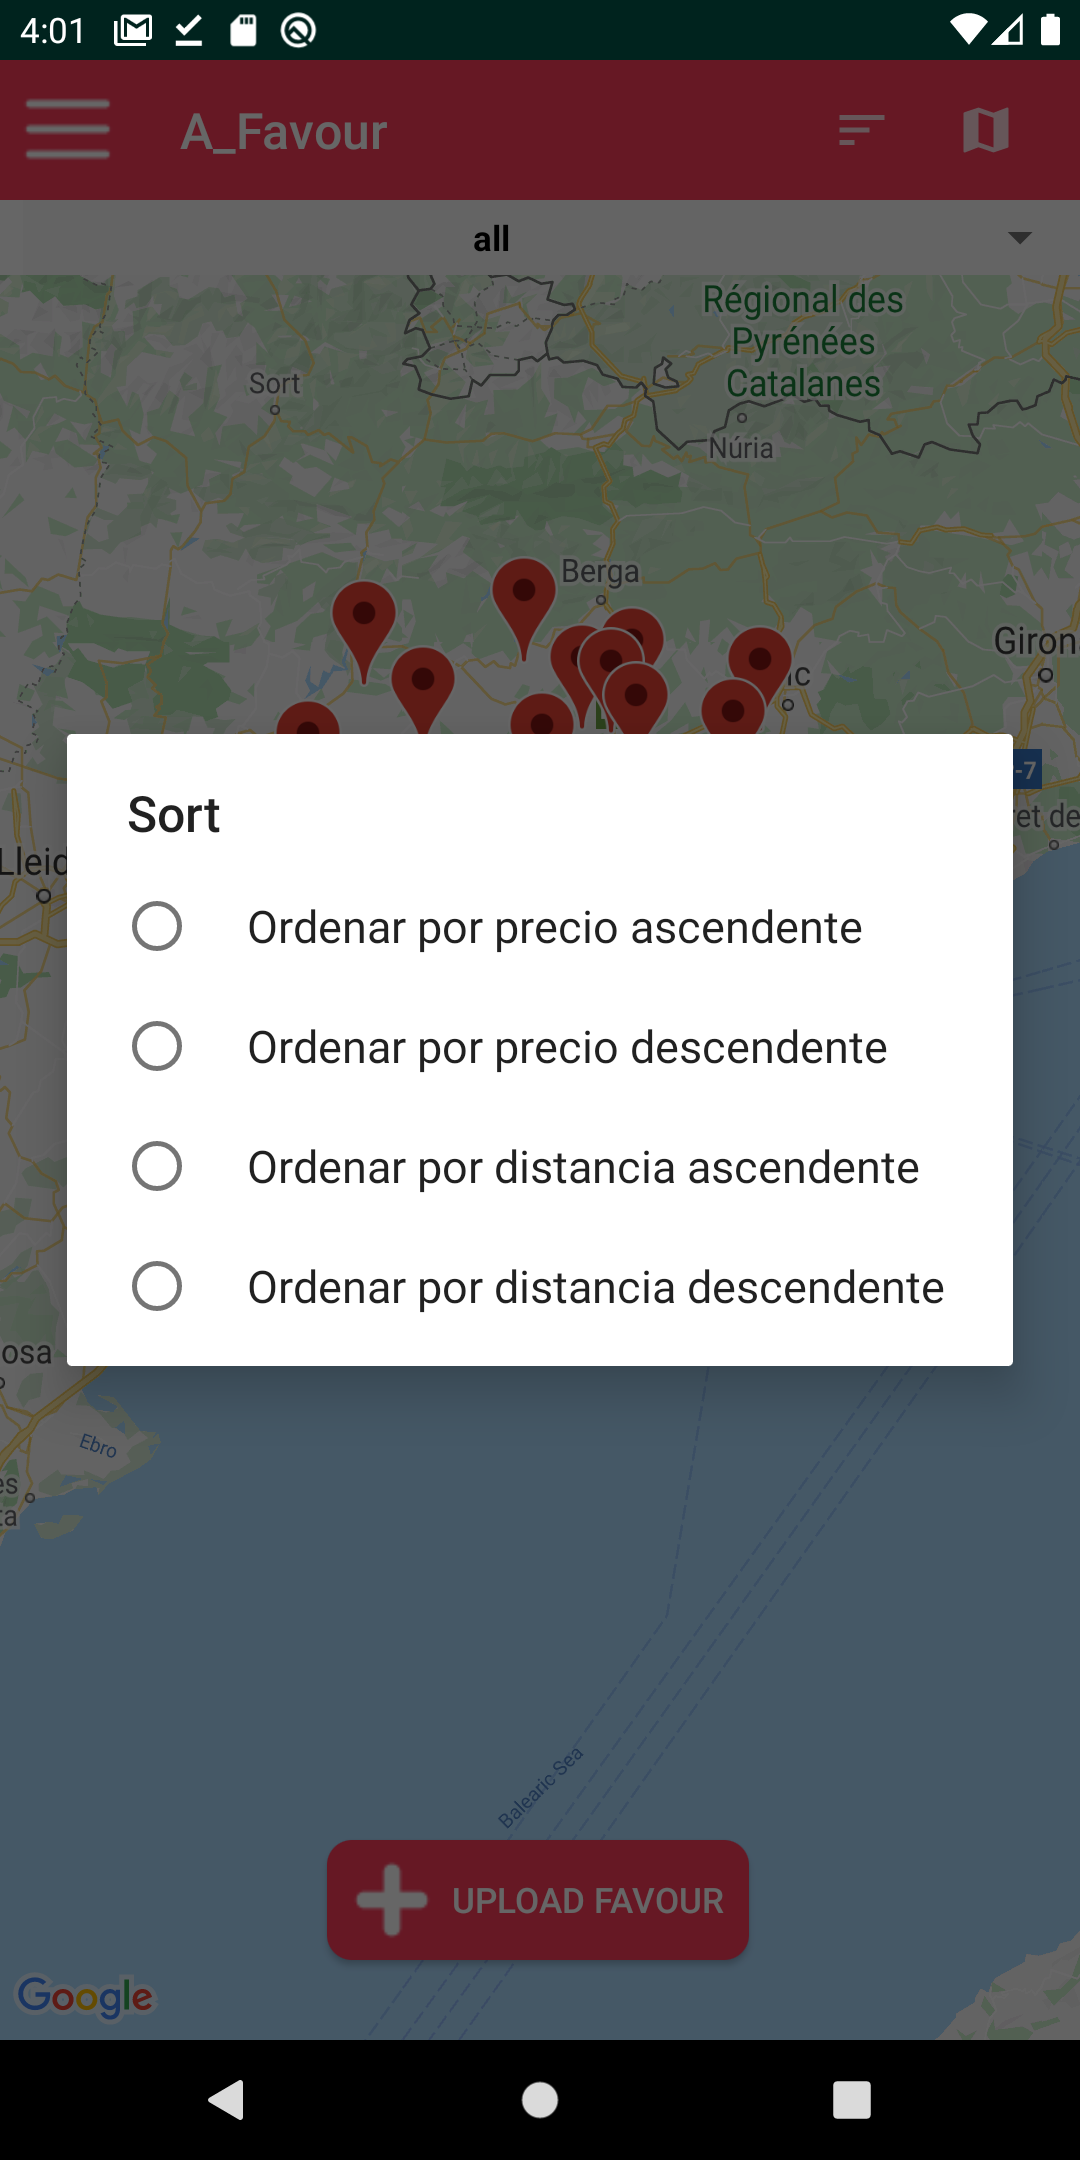 4:01
A_Favour
all
Régional des
Pyrénées
Catalanes
Sort
Núria
Berga
Giron
ic
-7
ret de
Lleid
Sort
Ordenar por precio ascendente
Ordenar por precio descendente
Ordenar por distancia ascendente
Ordenar por distancia descendente
osa
Ebro
es
ta
Balearic Sea
UPLOAD FAVOUR
Google